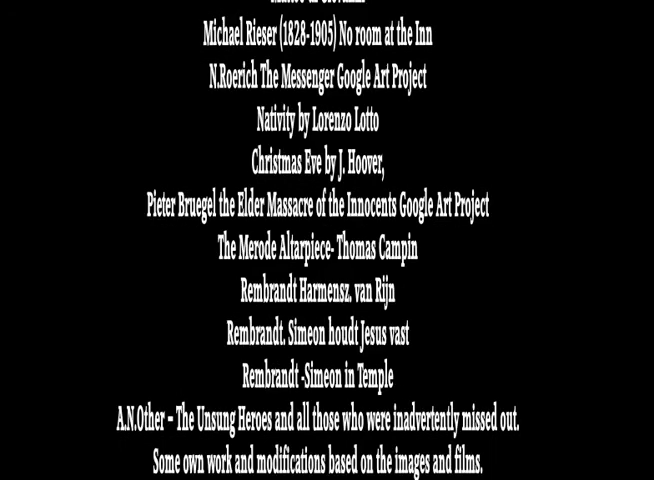 Matteo di Giovanni
Michael Rieser (1828-1905) No room at the Inn
N.Roerich The Messenger Google Art Project
Nativity by Lorenzo Lotto
Christmas Eve by J. Hoover,
Pieter Bruegel the Elder Massacre of the Innocents Google Art Project
The Merode Altarpiece- Thomas Campin
Rembrandt Harmensz. van Rijn
Rembrandt. Simeon houdt Jesus vast
Rembrandt -Simeon in Temple
A.N.Other – The Unsung Heroes and all those who were inadvertently missed out.
Some own work and modifications based on the images and films.